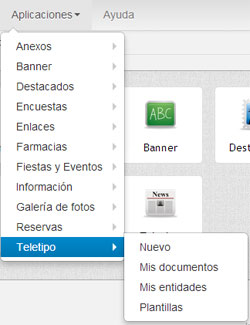 Aplicaciones Ayuda
Anexos
Banner
Destacados
Encuestas
Enlaces
Farmacias
Fiestas y Eventos
Información
Galería de fotos
Reservas
Teletipo
Nuevo
Mis documentos
Mis entidades
Plantillas
ABC
Banner
Dest
News